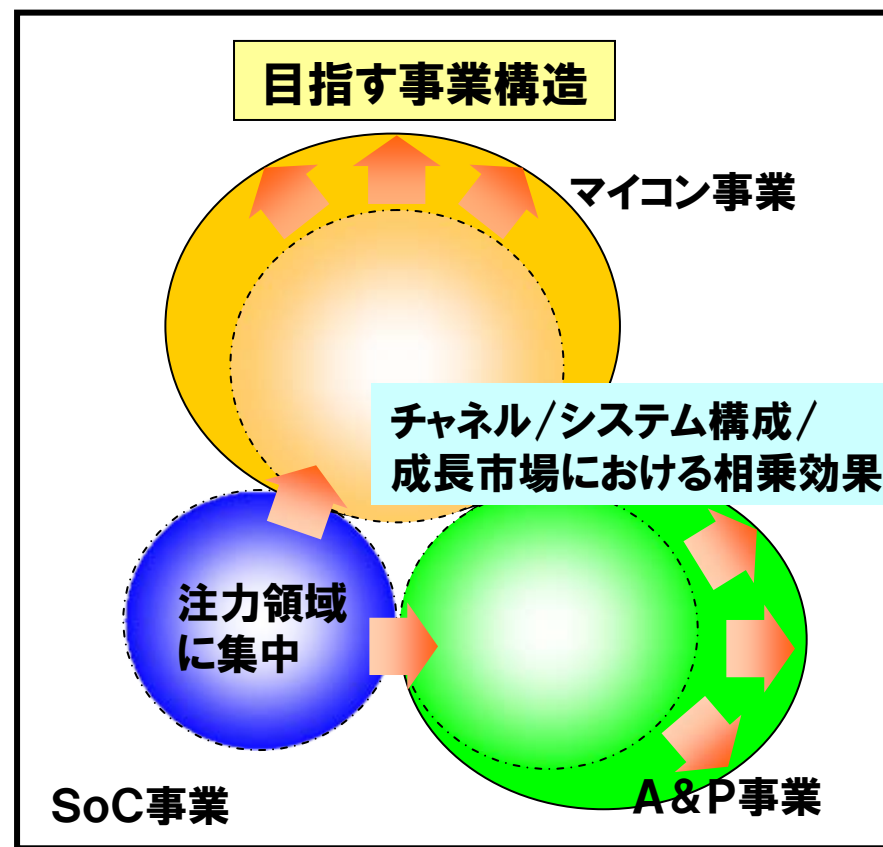 目指す事業構造
マイコン事業
チャネル/システム構成/
成長市場における相乗効果
注力領域
に集中
SoC事業
A&P事業